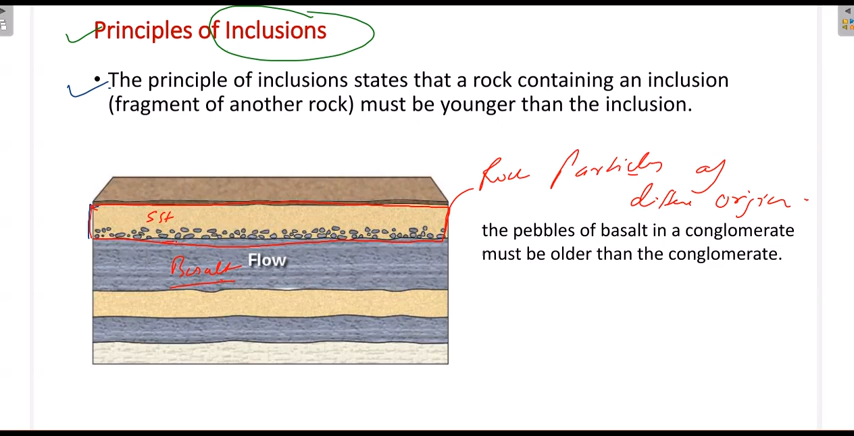 Principles of Inclusions
• The principle of inclusions states that a rock containing an inclusion
(fragment of another rock) must be younger than the inclusion.
Rock Particles of
diffe origin.
the pebbles of basalt in a conglomerate
must be older than the conglomerate.
SSt
Basalt Flow